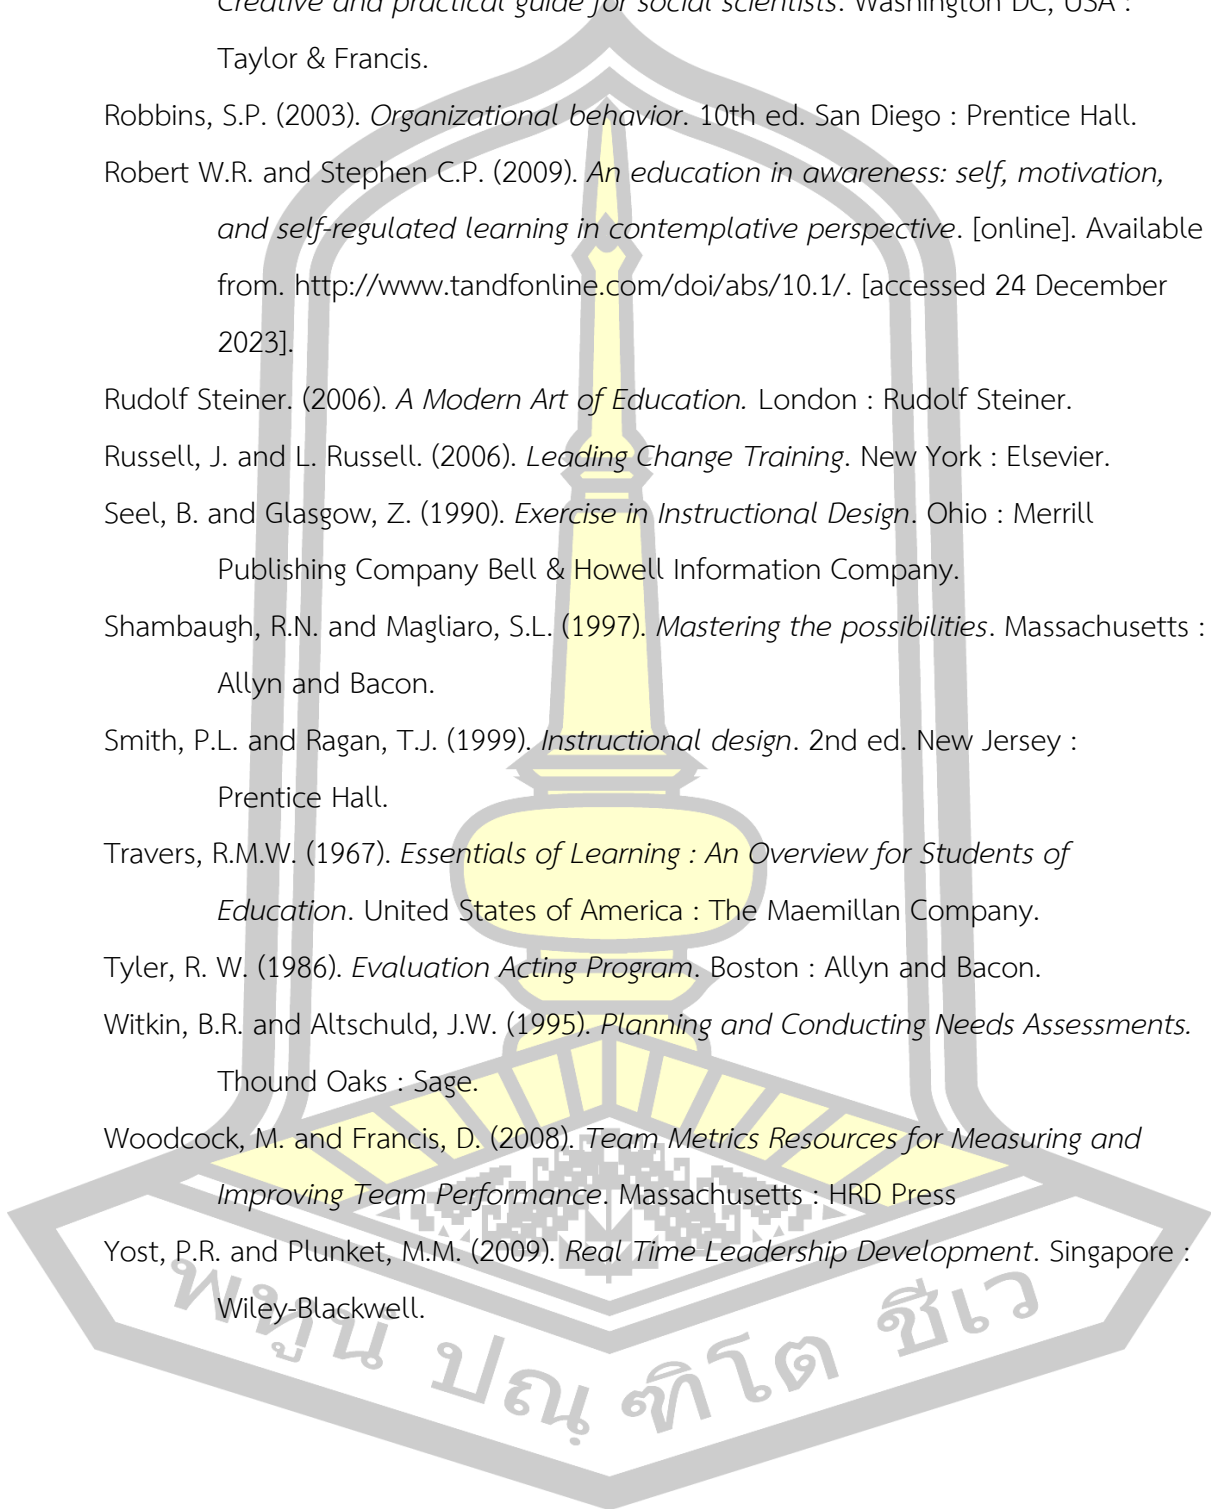 Creative and practical guide for social scientists. Washington DC, USA :
Taylor & Francis.
Robbins, S.P. (2003). Organizational behavior. 10th ed. San Diego : Prentice Hall.
Robert W.R. and Stephen C.P. (2009). An education in awareness: self, motivation,
and self-regulated learning in contemplative perspective. [online]. Available
from. http://www.tandfonline.com/doi/abs/10.1/. [accessed 24 December
2023].
Rudolf Steiner. (2006). A Modern Art of Education. London : Rudolf Steiner.
Russell, J. and L. Russell. (2006). Leading Change Training. New York : Elsevier.
Seel, B. and Glasgow, Z. (1990). Exercise in Instructional Design. Ohio : Merrill
Publishing Company Bell & Howell Information Company.
Shambaugh, R.N. and Magliaro, S.L. (1997). Mastering the possibilities. Massachusetts :
Allyn and Bacon.
Smith, P.L. and Ragan, T.J. (1999). Instructional design. 2nd ed. New Jersey :
Prentice Hall.
Travers, R.M.W. (1967). Essentials of Learning : An Overview for Students of
Education. United States of America : The Maemillan Company.
Tyler, R. W. (1986). Evaluation Acting Program. Boston : Allyn and Bacon.
Witkin, B.R. and Altschuld, J.W. (1995). Planning and Conducting Needs Assessments.
Thound Oaks : Sage.
Woodcock, M. and Francis, D. (2008). Team Metrics Resources for Measuring and
Improving Team Performance. Massachusetts : HRD Press
Yost, P.R. and Plunket, M.M. (2009). Real Time Leadership Development. Singapore :
Wiley-Blackwell.
พหูนํ ปณฺฑิโต ชีเว